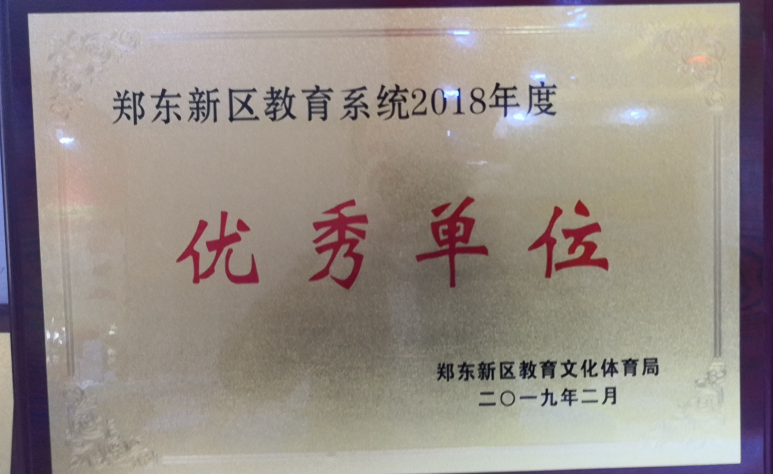 郑东新区教育系统2018年度
优秀单位
郑东新区教育文化体育局
二〇一九年二月